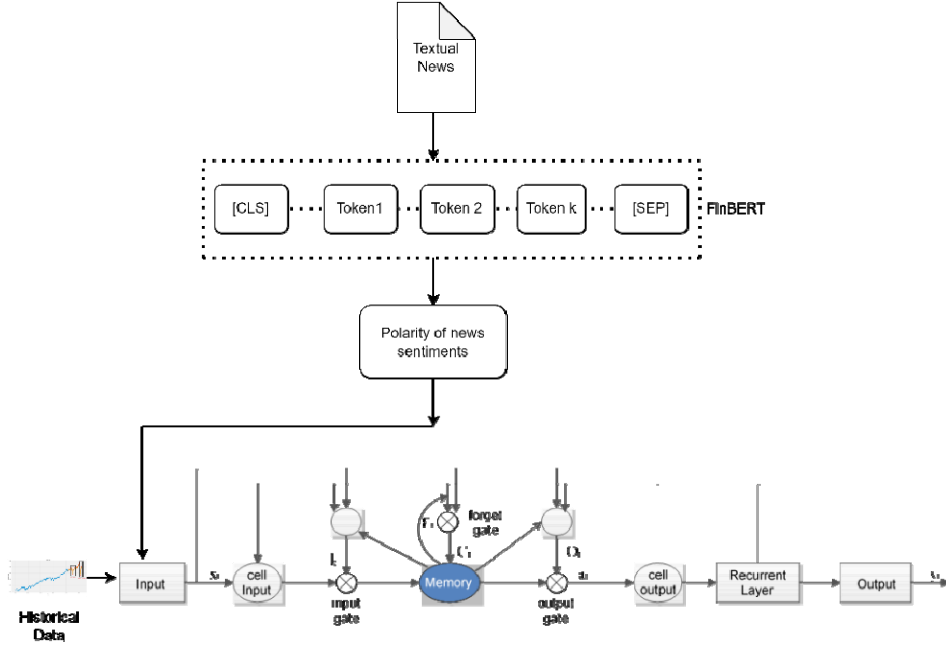 Textual
News
[CLS]
Token1
Token 2
Token k
[SEP]
FinBERT
Polarity of news
sentiments
forget
gate
Input
cell
Input
Memory
cell
output
Recurrent
Layer
Output
input
gate
output
gate
Historical
Data